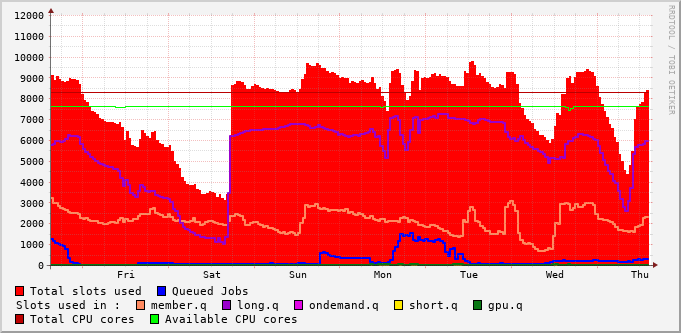 12000
11000
10000
9000
8000
7000
6000
5000
4000
3000
2000
1000
0
Fri Sat Sun Mon Tue Wed Thu
RRDTOOL / TOBI OETIKER
Total slots used Queued Jobs
Slots used in : member.q long.q ondemand.q short.q gpu.q
Total CPU cores Available CPU cores